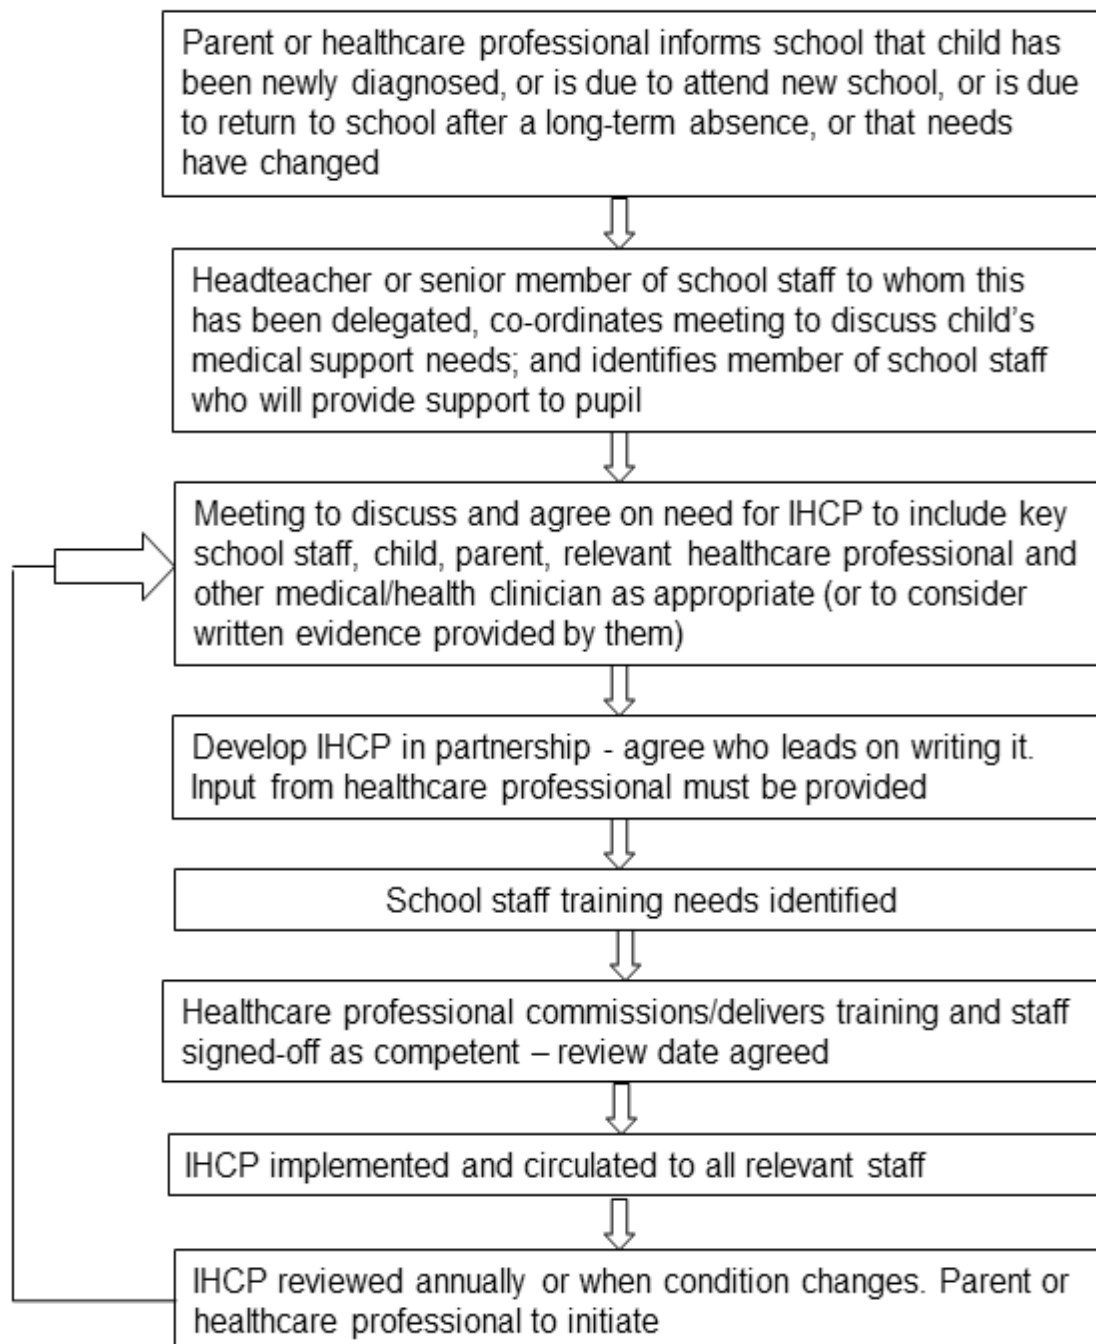 Parent or healthcare professional informs school that child has
been newly diagnosed, or is due to attend new school, or is due
to return to school after a long-term absence, or that needs
have changed
Headteacher or senior member of school staff to whom this
has been delegated, co-ordinates meeting to discuss child’s
medical support needs; and identifies member of school staff
who will provide support to pupil
Meeting to discuss and agree on need for IHCP to include key
school staff, child, parent, relevant healthcare professional and
other medical/health clinician as appropriate (or to consider
written evidence provided by them)
Develop IHCP in partnership - agree who leads on writing it.
Input from healthcare professional must be provided
School staff training needs identified
Healthcare professional commissions/delivers training and staff
signed-off as competent – review date agreed
IHCP implemented and circulated to all relevant staff
IHCP reviewed annually or when condition changes. Parent or
healthcare professional to initiate